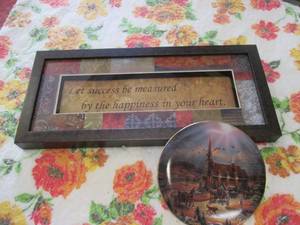 Let success be measured
by the happiness in your heart.